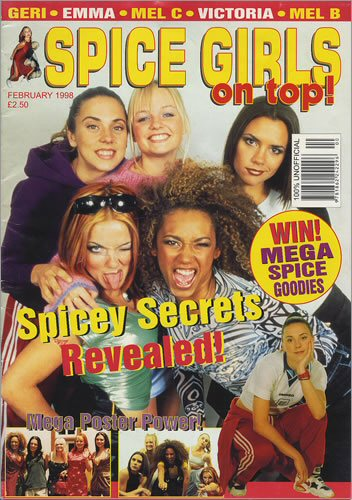 GERI • EMMA • MEL C • VICTORIA • MEL B
SPICE GIRLS
on top!
FEBRUARY 1998
£2.50
100% UNOFFICIAL
WIN!
MEGA
SPICE
GOODIES
Spicey Secrets
Revealed!
Mega Poster Power!